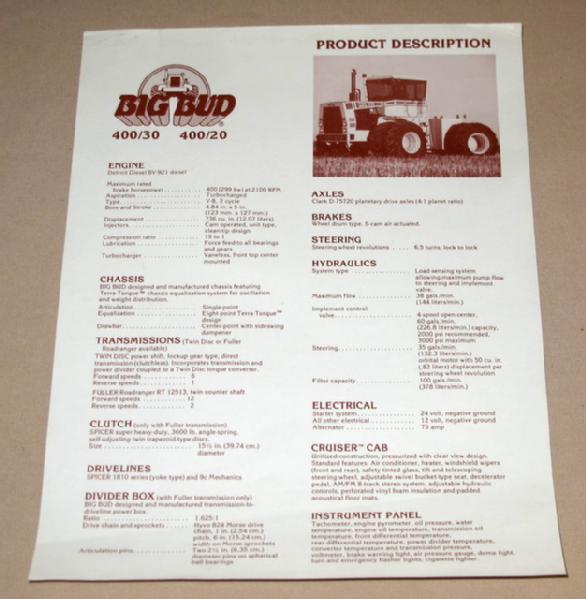 BIG BUD
400/30 400/20
ENGINE
Detroit Diesel 8V-92T diesel
Maximum rated
brake horsepower 400 (299 kw) at 2100 RPM
Aspiration Turbocharged
Type V-8, 2 cycle
Bore and Stroke 4.84 in x 5 in.
(123 mm. x 127 mm.)
Displacement 736 cu. in (12.07 liters)
Injectors Cam operated, unit type,
cleantip design
Compression ratio to 1
Lubrication Force feed to all bearings
and gears
Turbocharger Vaneless, front top center
mounted
CHASSIS
BIG BUD designed and manufactured chassis featuring
Terra Tongue™ chassis equalization system for oscillation
and weight distribution.
Articulation Single point
Equalization Eight point Terra Tongue™
design
Drawbar Center point with sidesway
dampener
TRANSMISSIONS (Twin Disc or Fuller
Roadranger available)
TWIN DISC power shift, lockup gear type, direct
transmission (clutchless). Incorporates transmission and
power divider coupled to a Twin Disc torque converter.
Forward speeds
Reverse speeds 1
FULLER Roadranger RT 12513, twin counter shaft
Forward speeds 12
Reverse speeds 2
CLUTCH (only with Fuller transmission)
SPICER super heavy-duty, 3600 lb. angle-spring,
self adjusting twin trapezoid type discs.
Size 15½ in (39.74 cm.)
diameter
DRIVELINES
SPICER 1810 series (yoke type) and 9c Mechanics
DIVIDER BOX (with Fuller transmission only)
BIG BUD designed and manufactured transmission-to-
driveline power box.
Ratio 1.625:1
Drive chain and sprockets Hyvo 824 Morse drive
chain, 1 in. (2.54 cm.)
pitch, 6 in. (15.24 cm.)
width on Morse sprockets
Articulation pins Two 2½ in. (6.35 cm.)
diameter pins on spherical
ball bearings
PRODUCT DESCRIPTION
AXLES
Clark D-75720 planetary drive axles (4:1 planet ratio)
BRAKES
Wheel drum type. S-cam air actuated.
STEERING
Steering wheel revolutions 6.5 turns, lock to lock
HYDRAULICS
System type Load sensing system
allowing maximum pump flow
to steering and implement
valve.
Maximum flow 38 gals./min.
(144 liters/min.)
Implement control
valve 4 spool open-center,
60 gals./min.
(226.8 liters/min.) capacity,
2000 psi recommended,
3000 psi maximum
Steering 35 gals./min.
(132.3 liters/min.)
orbital motor with 50 cu. in.
(.83 liters) displacement per
steering wheel revolution
Filter capacity 100 gals./min.
(378 liters/min.)
ELECTRICAL
Starter system 24 volt, negative ground
All other electrical 12 volt, negative ground
Alternator 75 amp
CRUISER™ CAB
Unitized construction, pressurized with clear view design.
Standard features: Air conditioner, heater, windshield wipers
(front and rear), safety tinted glass, tilt and telescoping
steering wheel, adjustable swivel bucket type seat, decelerator
pedal, AM/FM 8 track stereo system, adjustable hydraulic
controls, perforated vinyl foam insulation and padded
acoustical floor mats.
INSTRUMENT PANEL
Tachometer, engine pyrometer, oil pressure, water
temperature, engine oil temperature, transmission oil
temperature, front differential temperature,
rear differential temperature, power divider temperature,
converter temperature and transmission pressure,
voltmeter, brake warning light, air pressure gauge, dome light,
turn and emergency flasher lights, cigarette lighter.